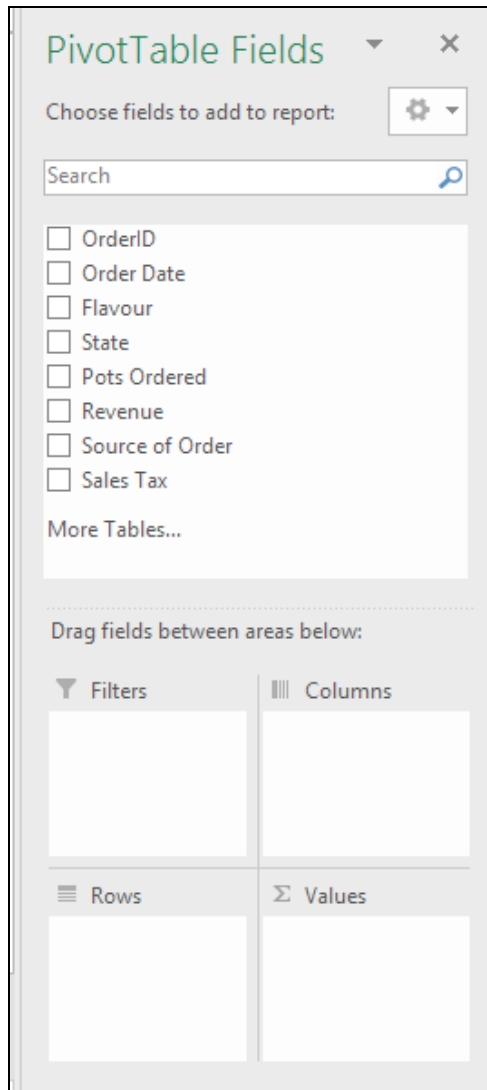 PivotTable Fields
Choose fields to add to report:
Search
OrderID
Order Date
Flavour
State
Pots Ordered
Revenue
Source of Order
Sales Tax
More Tables...
Drag fields between areas below:
Filters
Columns
Rows
Σ Values